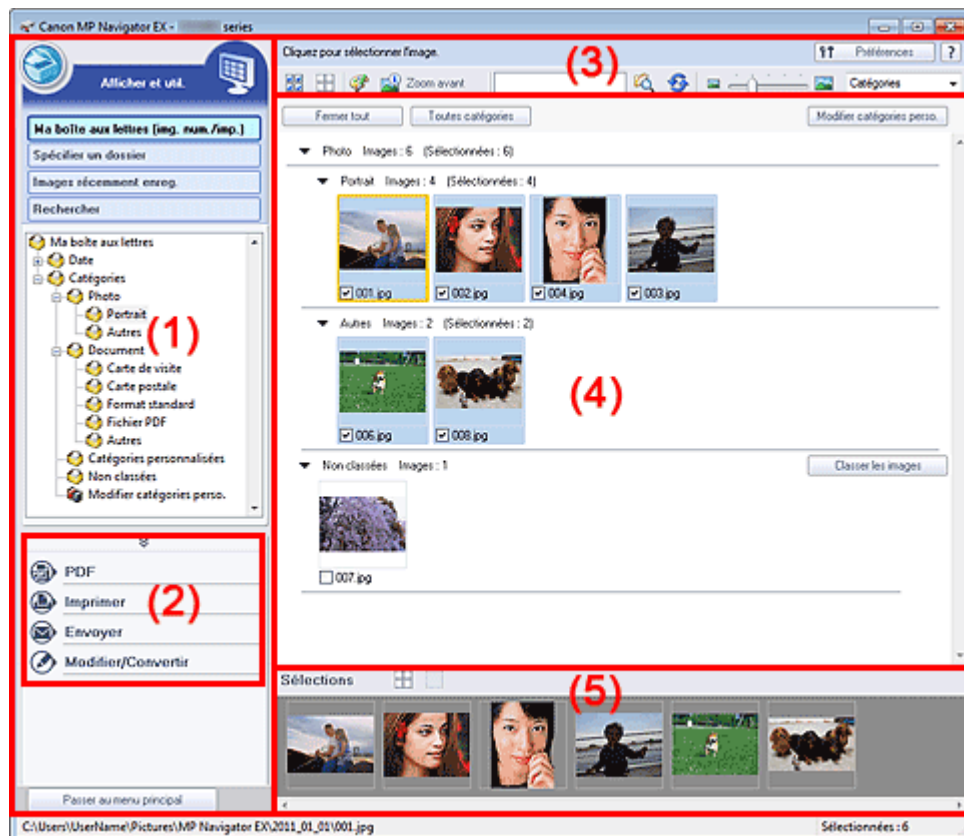 Canon MP Navigator EX - series
Afficher et util.
Ma boîte aux lettres (img. num./imp.)
Spécifier un dossier
Images récemment enreg.
Rechercher
Ma boîte aux lettres
Date
Catégories
Photo
Portrait
Autres
Document
Carte de visite
Carte postale
Format standard
Fichier PDF
Autres
Catégories personnalisées
Non classées
Modifier catégories perso.
(1)
PDF
Imprimer
Envoyer
Modifier/Convertir
(2)
Passer au menu principal
Cliquez pour sélectionner l'image.
(3)
Préférences
?
Zoom avant
Catégories
Fermer tout
Toutes catégories
Modifier catégories perso.
Photo Images : 6 (Sélectionnées : 6)
Portrait Images : 4 (Sélectionnées : 4)
001.jpg
002.jpg
004.jpg
003.jpg
Autres Images : 2 (Sélectionnées : 2)
(4)
006.jpg
008.jpg
Non classées Images : 1
Classer les images
007.jpg
Sélections
(5)
C:\Users\UserName\Pictures\MP Navigator EX\2011_01_01\001.jpg
Sélectionnées : 6